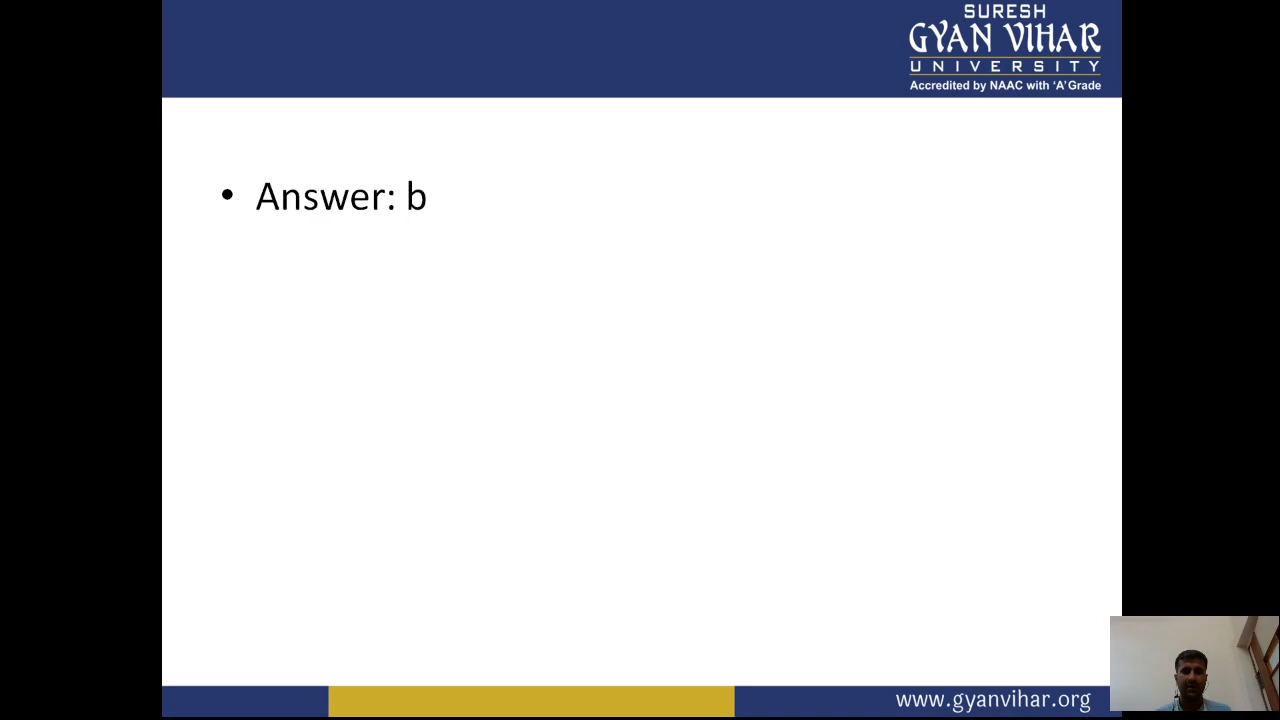 SURESH
GYAN VIHAR
UNIVERSITY
Accredited by NAAC with ‘A’ Grade
• Answer: b
www.gyanvihar.org